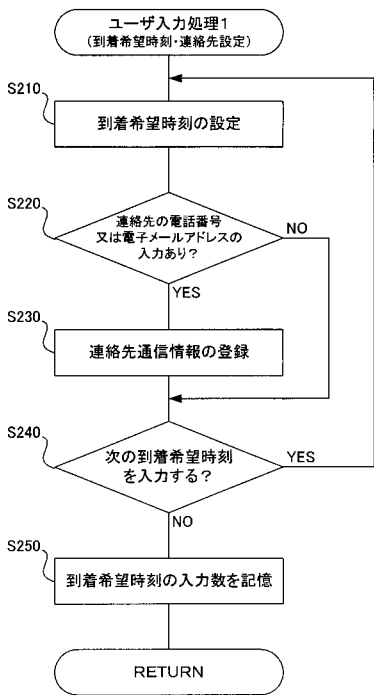 ユーザ入力処理1
(到着希望時刻・連絡先設定)
S210
到着希望時刻の設定
S220
連絡先の電話番号
又は電子メールアドレスの
入力あり？
NO
YES
S230
連絡先通信情報の登録
S240
次の到着希望時刻
を入力する？
YES
NO
S250
到着希望時刻の入力数を記憶
RETURN